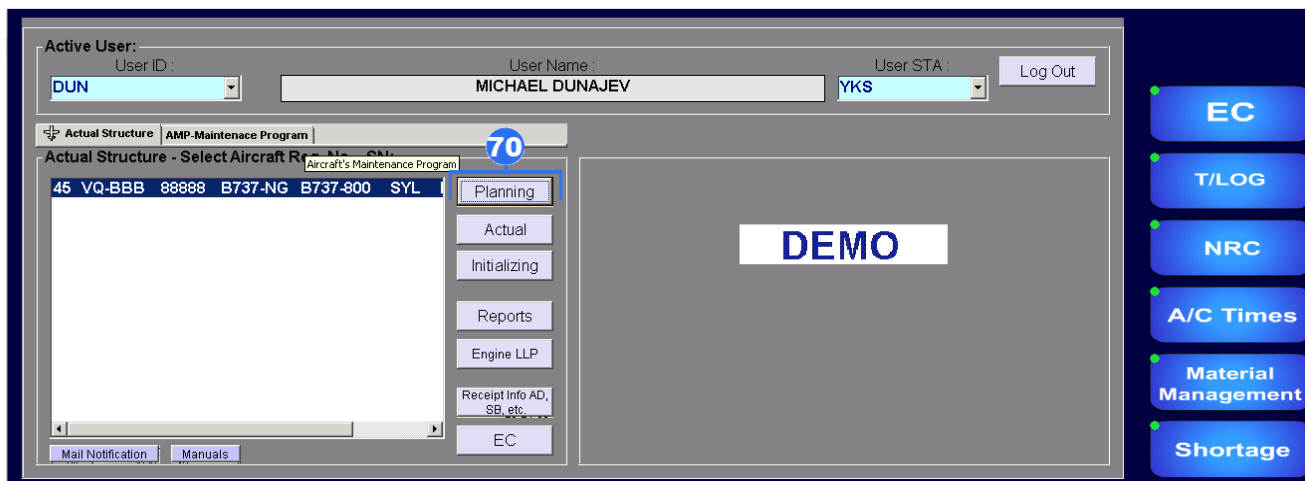 Active User:
User ID :
User Name :
User STA :
DUN
MICHAEL DUNAJEV
YKS
Log Out
Actual Structure
AMP-Maintenace Program
70
Actual Structure - Select Aircraft Reg. No. SN:
Aircraft's Maintenance Program
45 VQ-BBB 88888 B737-NG B737-800 SYL
Planning
Actual
Initializing
Reports
Engine LLP
Receipt Info AD,
SB, etc.
EC
Mail Notification
Manuals
DEMO
EC
T/LOG
NRC
A/C Times
Material
Management
Shortage